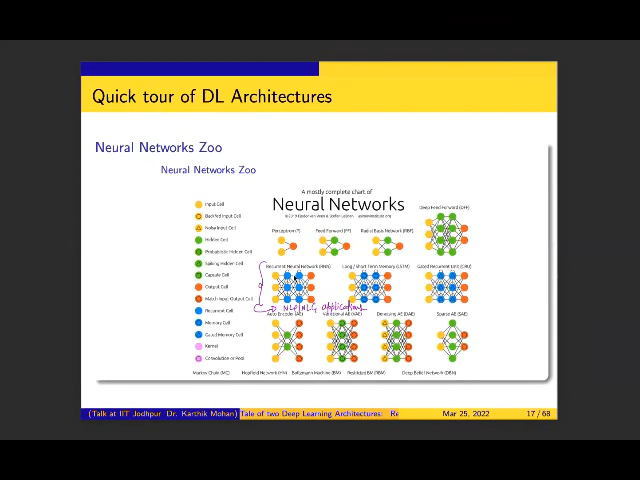 Quick tour of DL Architectures
Neural Networks Zoo
Neural Networks Zoo
A mostly complete chart of
Neural Networks
Input Cell
Backfed Input Cell
Noisy Input Cell
Hidden Cell
Probabilistic Hidden Cell
Spiking Hidden Cell
Capsule Cell
Output Cell
Match Input Output Cell
Recurrent Cell
Memory Cell
Gated Memory Cell
Kernel
Convolution or Pool
Deep Feed Forward (DFF)
Perceptron (P)
Feed Forward (FF)
Radial Basis Network (RBF)
Recurrent Neural Network (RNN)
Long / Short Term Memory (LSTM)
Gated Recurrent Unit (GRU)
NLP/NLG applications
Auto Encoder (AE)
Variational AE (VAE)
Denoising AE (DAE)
Sparse AE (SAE)
Markov Chain (MC)
Hopfield Network (HN)
Boltzmann Machine (BM)
Restricted BM (RBM)
Deep Belief Network (DBN)
(Talk at IIT Jodhpur Dr. Karthik Mohan)
Tale of two Deep Learning Architectures: Re
Mar 25, 2022
17 / 68